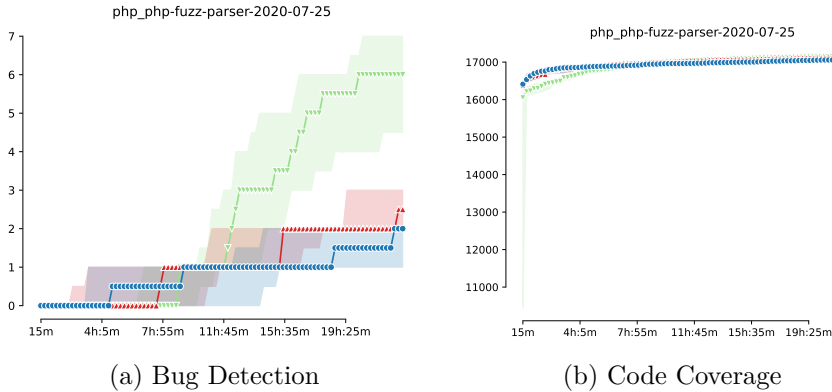 php_php-fuzz-parser-2020-07-25
7
6
5
4
3
2
1
0
15m 4h:5m 7h:55m 11h:45m 15h:35m 19h:25m
(a) Bug Detection
php_php-fuzz-parser-2020-07-25
17000
16000
15000
14000
13000
12000
11000
15m 4h:5m 7h:55m 11h:45m 15h:35m 19h:25m
(b) Code Coverage